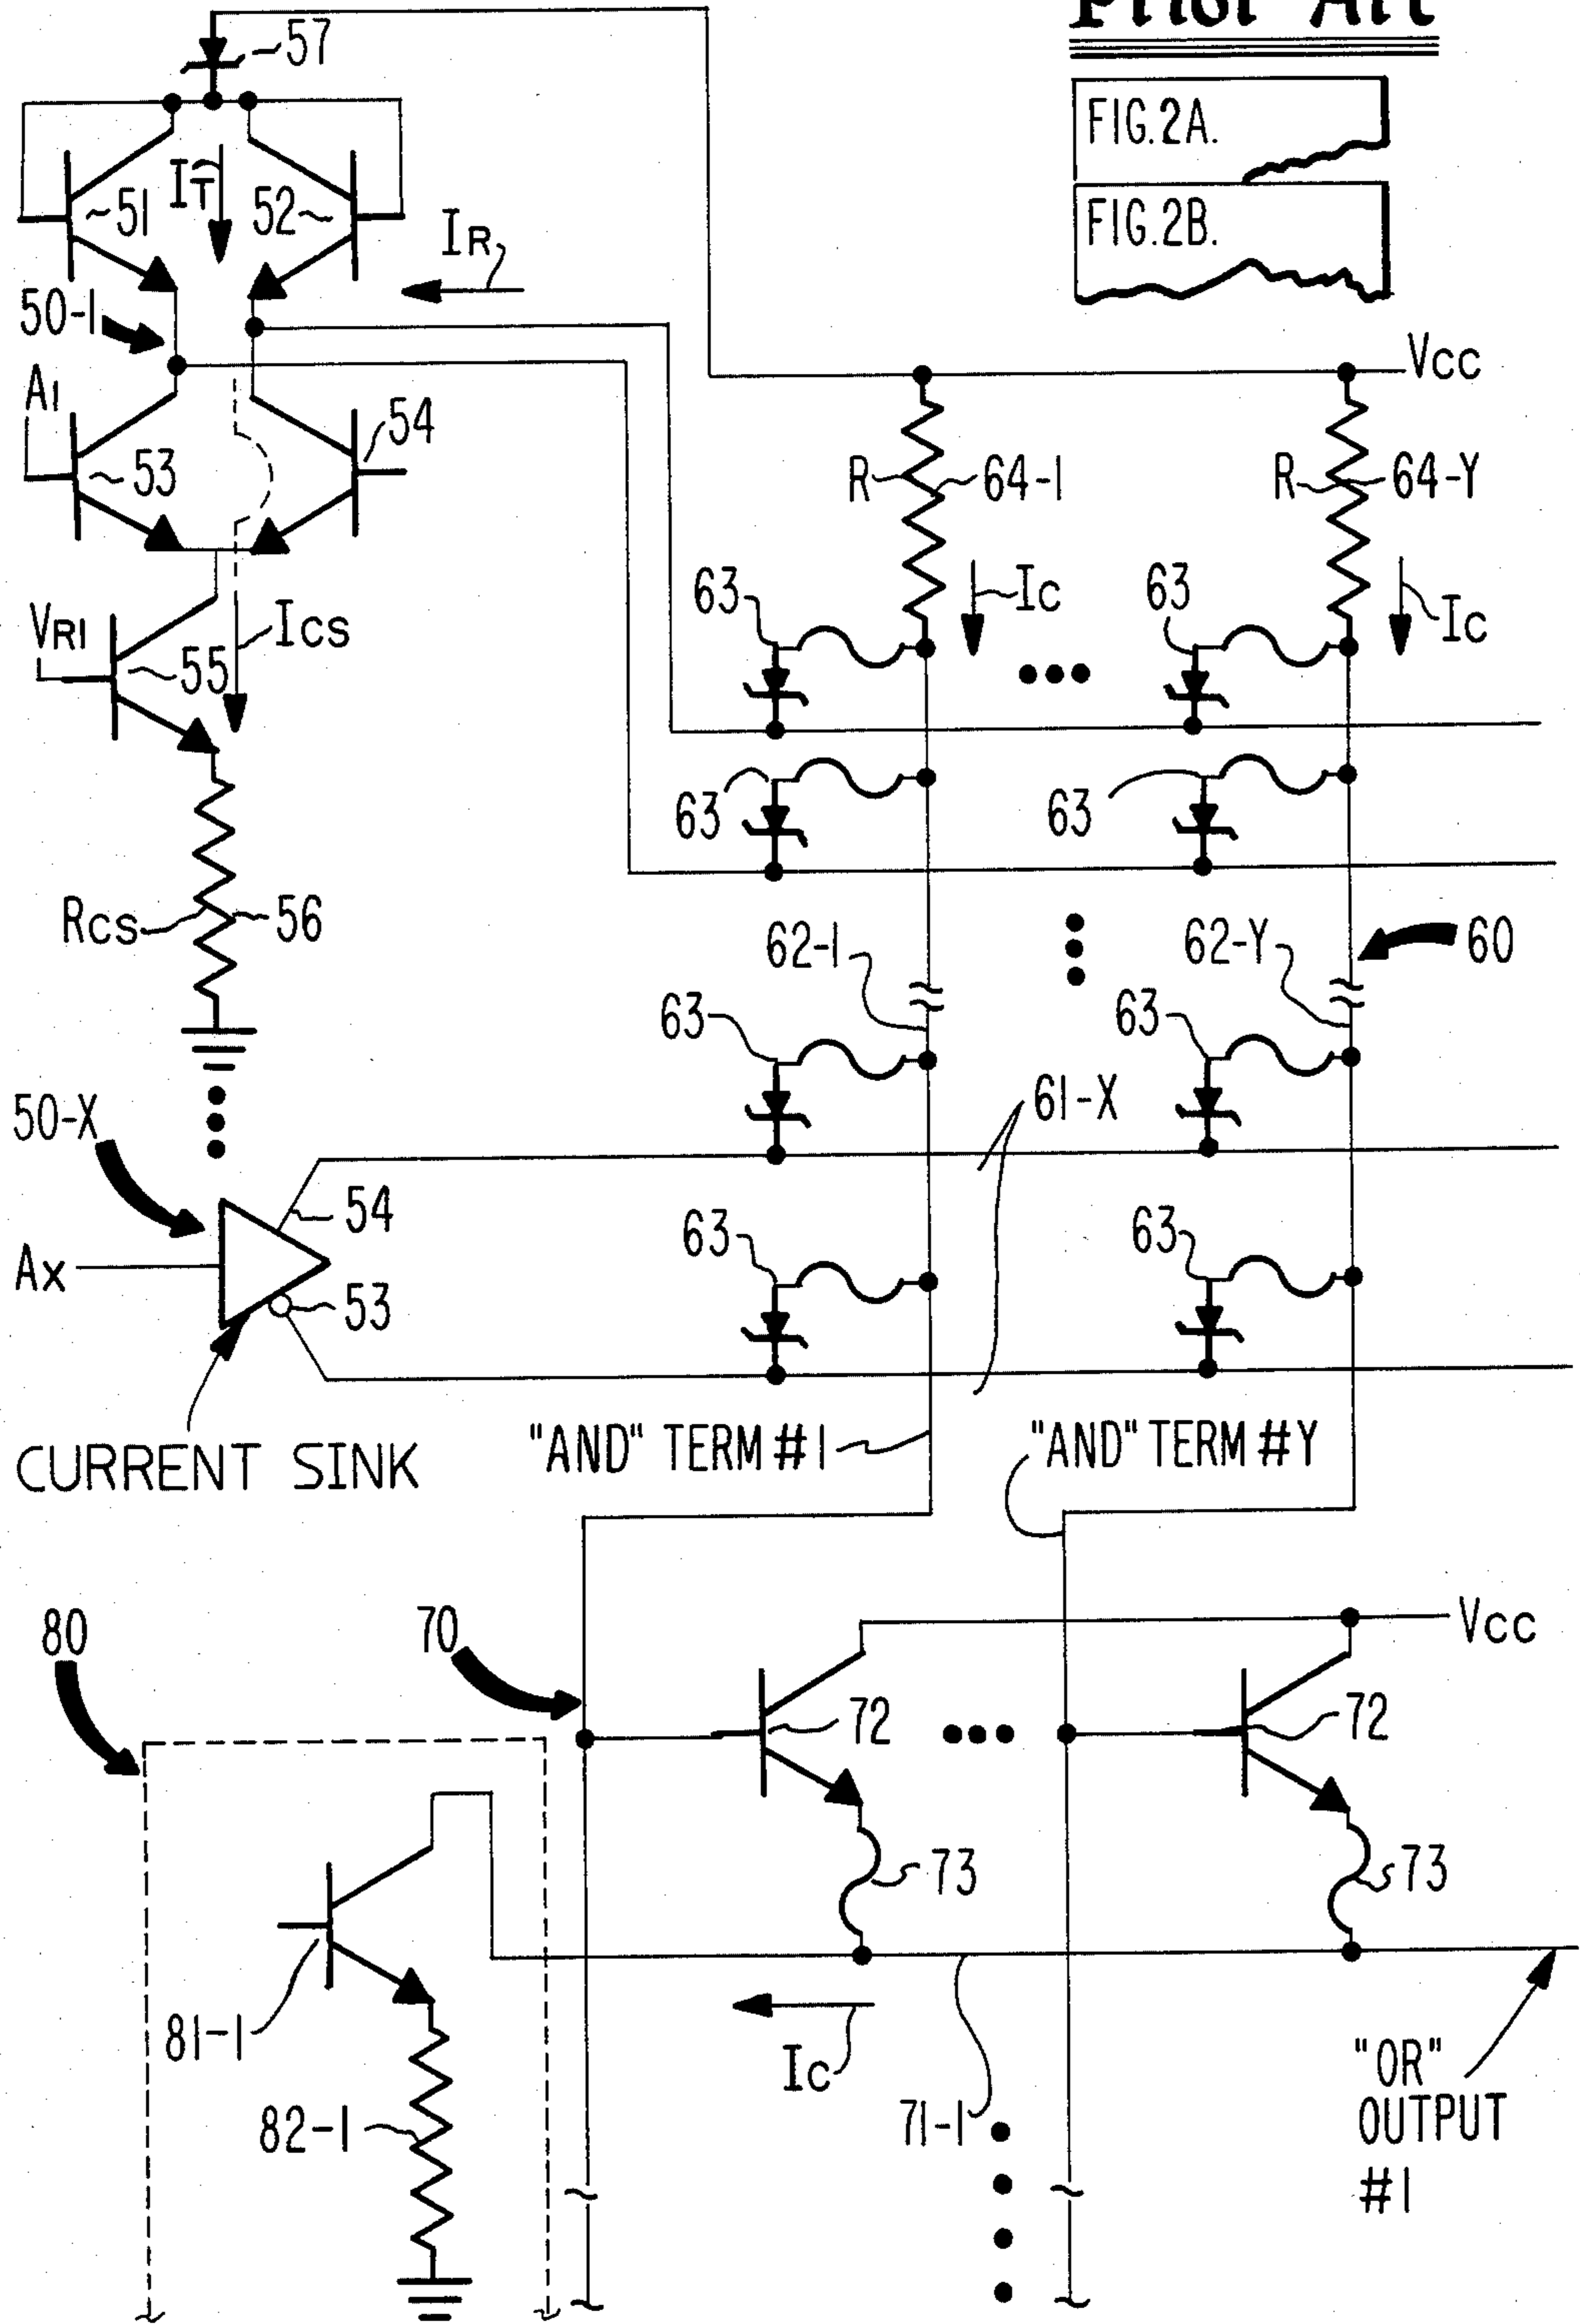 Prior Art
57
FIG.2A.
51
IT
52
FIG.2B.
IR
50-1
VCC
A1
54
53
R
64-1
R
64-Y
63
IC
63
IC
VR1
ICS
55
63
63
RCS
56
62-1
62-Y
60
63
63
50-X
61-X
54
63
63
AX
53
CURRENT SINK
"AND" TERM #1
"AND" TERM #Y
80
70
VCC
72
72
73
73
81-1
IC
"OR"
OUTPUT
#1
82-1
71-1